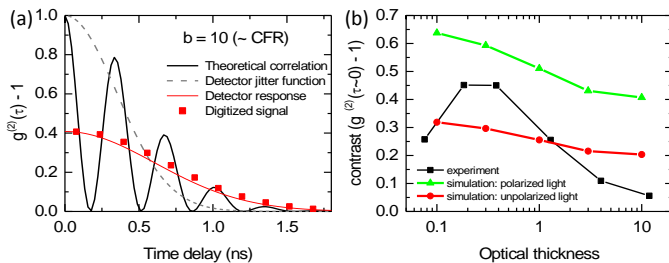 (a)
b = 10 (~ CFR)
Theoretical correlation
Detector jitter function
Detector response
Digitized signal
g(2)(τ) - 1
1.0
0.8
0.6
0.4
0.2
0.0
0.0
0.5
1.0
1.5
Time delay (ns)
(b)
contrast (g(2)(τ~0) - 1)
0.7
0.6
0.5
0.4
0.3
0.2
0.1
0.0
experiment
simulation: polarized light
simulation: unpolarized light
0.1
1
10
Optical thickness